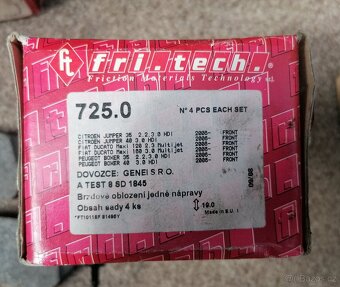 fri.tech.
Friction Materials Technology srl
725.0
N° 4 PCS EACH SET
CITROEN JUMPER 35 2.2,3.0 HDI 2006- FRONT
CITROEN JUMPER 40 3.0 HDI 2006- FRONT
FIAT DUCATO Maxi 120 2.3 Multijet 2006- FRONT
FIAT DUCATO Maxi 160 3.0 Multijet 2006- FRONT
PEUGEOT BOXER 35 2.2,3.0 HDI 2006- FRONT
PEUGEOT BOXER 40 3.0 HDI 2006- FRONT
DOVOZCE: GENEI S R O.
A TEST 8 SD 1845
Brzdové obložení jedné nápravy
Obsah sady 4 ks
19.0
Made in E.U.